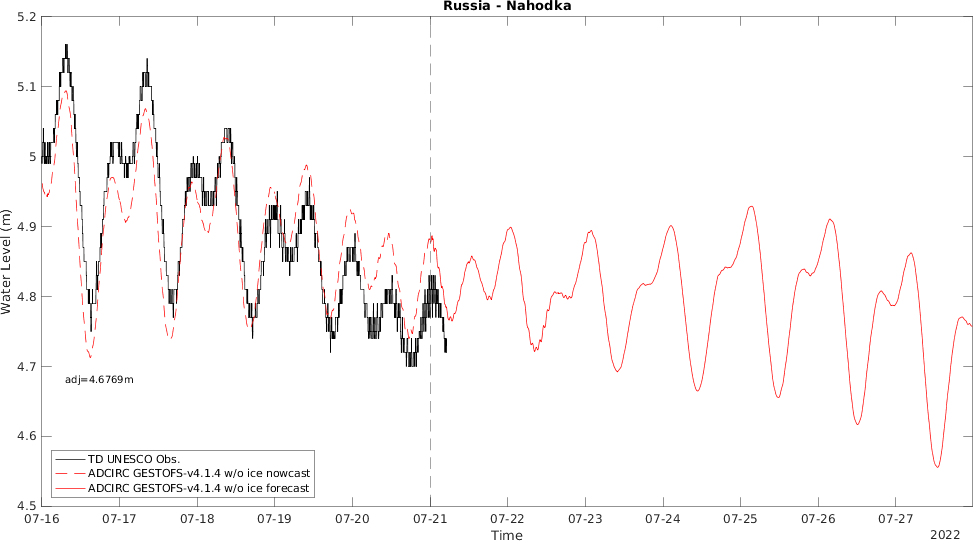 Russia - Nahodka
5.2
5.1
5
4.9
4.8
4.7
4.6
4.5
Water Level (m)
adj=4.6769m
TD UNESCO Obs.
ADCIRC GESTOFS-v4.1.4 w/o ice nowcast
ADCIRC GESTOFS-v4.1.4 w/o ice forecast
07-16 07-17 07-18 07-19 07-20 07-21 07-22 07-23 07-24 07-25 07-26 07-27
Time
2022